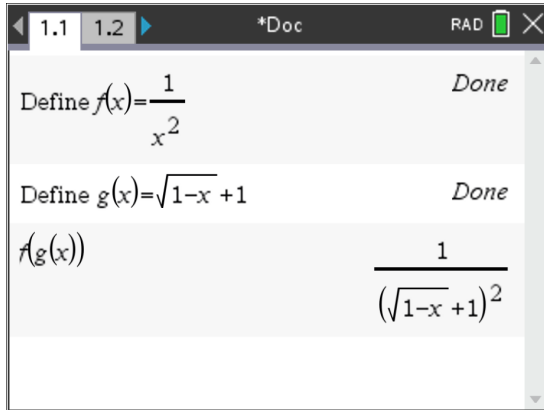 1.1 1.2 *Doc RAD
Define f(x)=1/x^2 Done
Define g(x)=√(1-x)+1 Done
f(g(x)) 1/(√(1-x)+1)^2